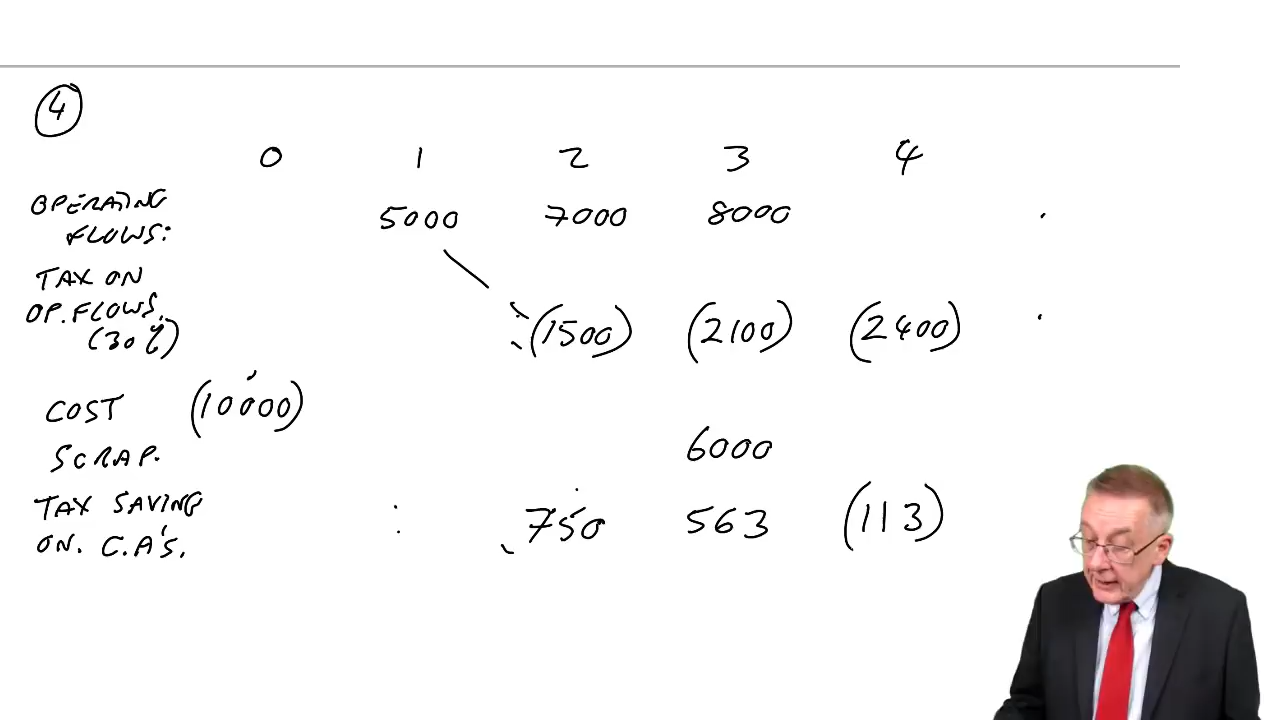 4
0 1 2 3 4
OPERATING
FLOWS: 5000 7000 8000
TAX ON
OP. FLOWS.
(30%) (1500) (2100) (2400)
COST (10000)
SCRAP. 6000
TAX SAVING
ON. C.A'S. 750 563 (113)